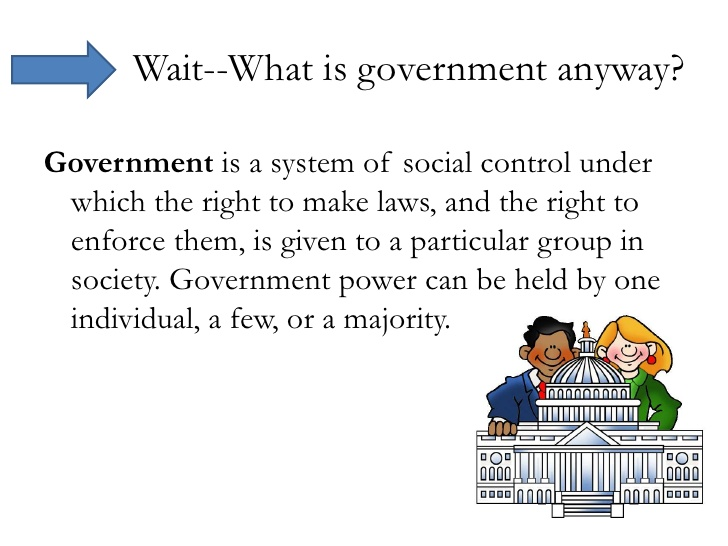 Wait--What is government anyway?
Government is a system of social control under
which the right to make laws, and the right to
enforce them, is given to a particular group in
society. Government power can be held by one
individual, a few, or a majority.